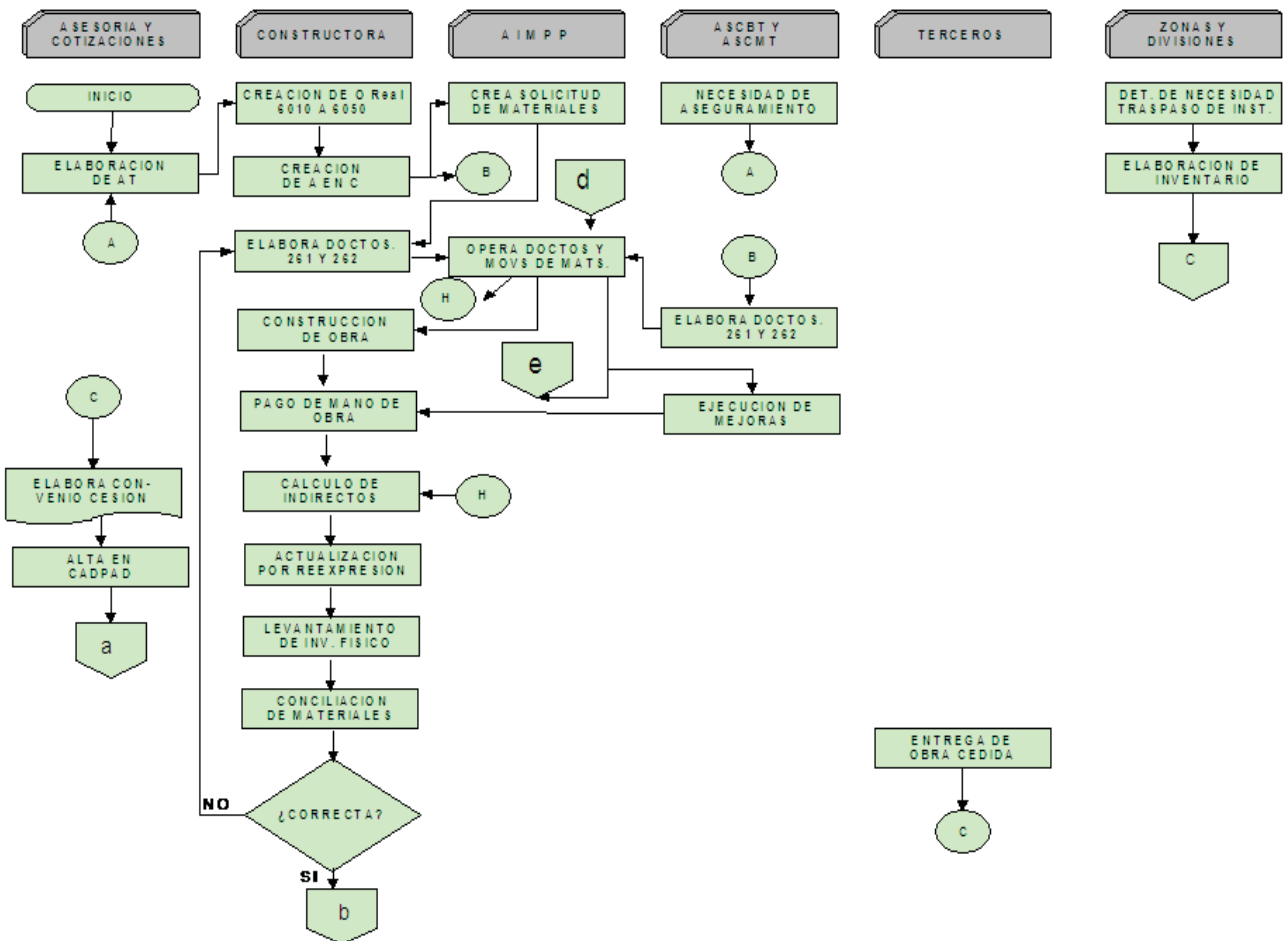 ASESORIA Y
COTIZACIONES
CONSTRUCTORA
A I M P P
ASCBT Y
ASCMT
TERCEROS
ZONAS Y
DIVISIONES
INICIO
ELABORACION
DE AT
A
CREACION DE O Real
6010 A 6050
CREACION
DE A EN C
B
CREA SOLICITUD
DE MATERIALES
NECESIDAD DE
ASEGURAMIENTO
A
DET. DE NECESIDAD
TRASPASO DE INST.
ELABORACION DE
INVENTARIO
C
d
ELABORA DOCTOS.
261 Y 262
OPERA DOCTOS Y
MOVS DE MATS.
H
B
ELABORA DOCTOS.
261 Y 262
CONSTRUCCION
DE OBRA
e
PAGO DE MANO DE
OBRA
EJECUCION DE
MEJORAS
C
ELABORA CON-
VENIO CESION
ALTA EN
CADPAD
a
CALCULO DE
INDIRECTOS
H
ACTUALIZACION
POR REEXPRESION
LEVANTAMIENTO
DE INV. FISICO
CONCILIACION
DE MATERIALES
¿CORRECTA?
NO
SI
b
ENTREGA DE
OBRA CEDIDA
C